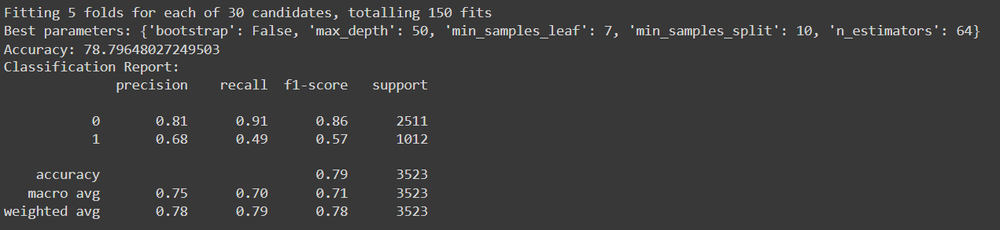 Fitting 5 folds for each of 30 candidates, totalling 150 fits
Best parameters: {'bootstrap': False, 'max_depth': 50, 'min_samples_leaf': 7, 'min_samples_split': 10, 'n_estimators': 64}
Accuracy: 78.79648027249503
Classification Report:
              precision    recall  f1-score   support

           0       0.81      0.91      0.86      2511
           1       0.68      0.49      0.57      1012

    accuracy                           0.79      3523
   macro avg       0.75      0.70      0.71      3523
weighted avg       0.78      0.79      0.78      3523